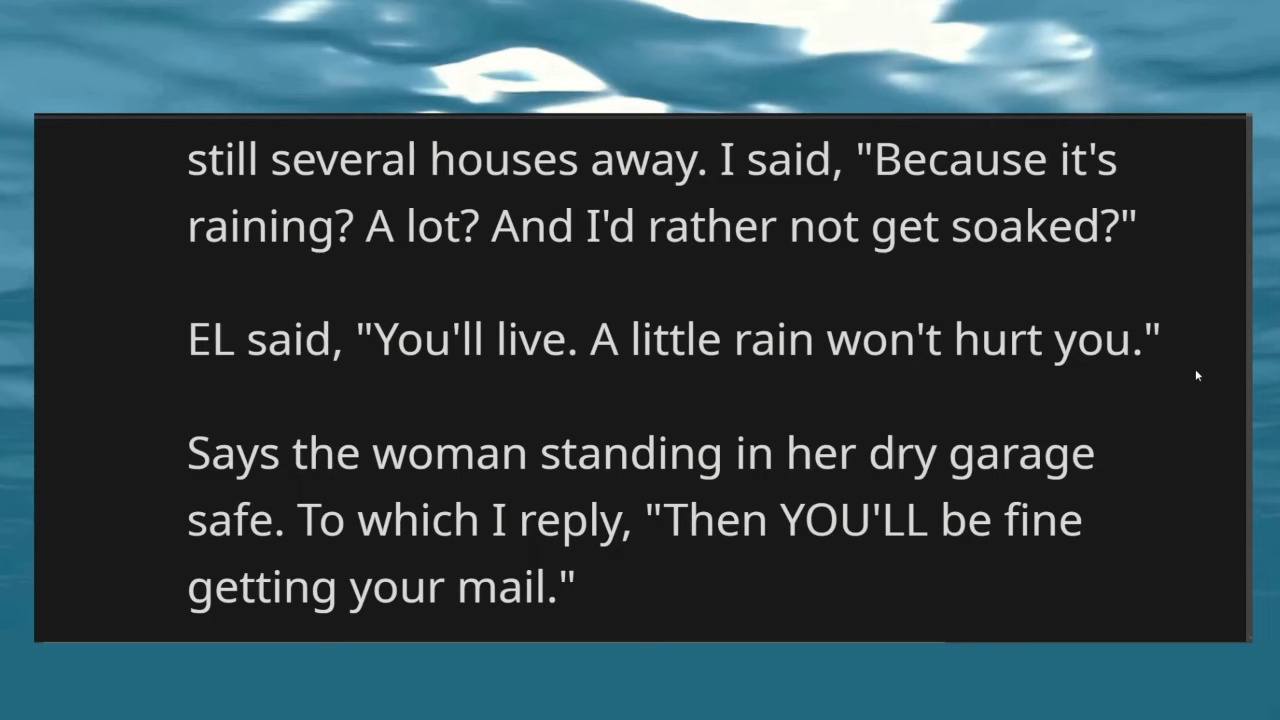 still several houses away. I said, "Because it's
raining? A lot? And I'd rather not get soaked?"
EL said, "You'll live. A little rain won't hurt you."
Says the woman standing in her dry garage
safe. To which I reply, "Then YOU'LL be fine
getting your mail."